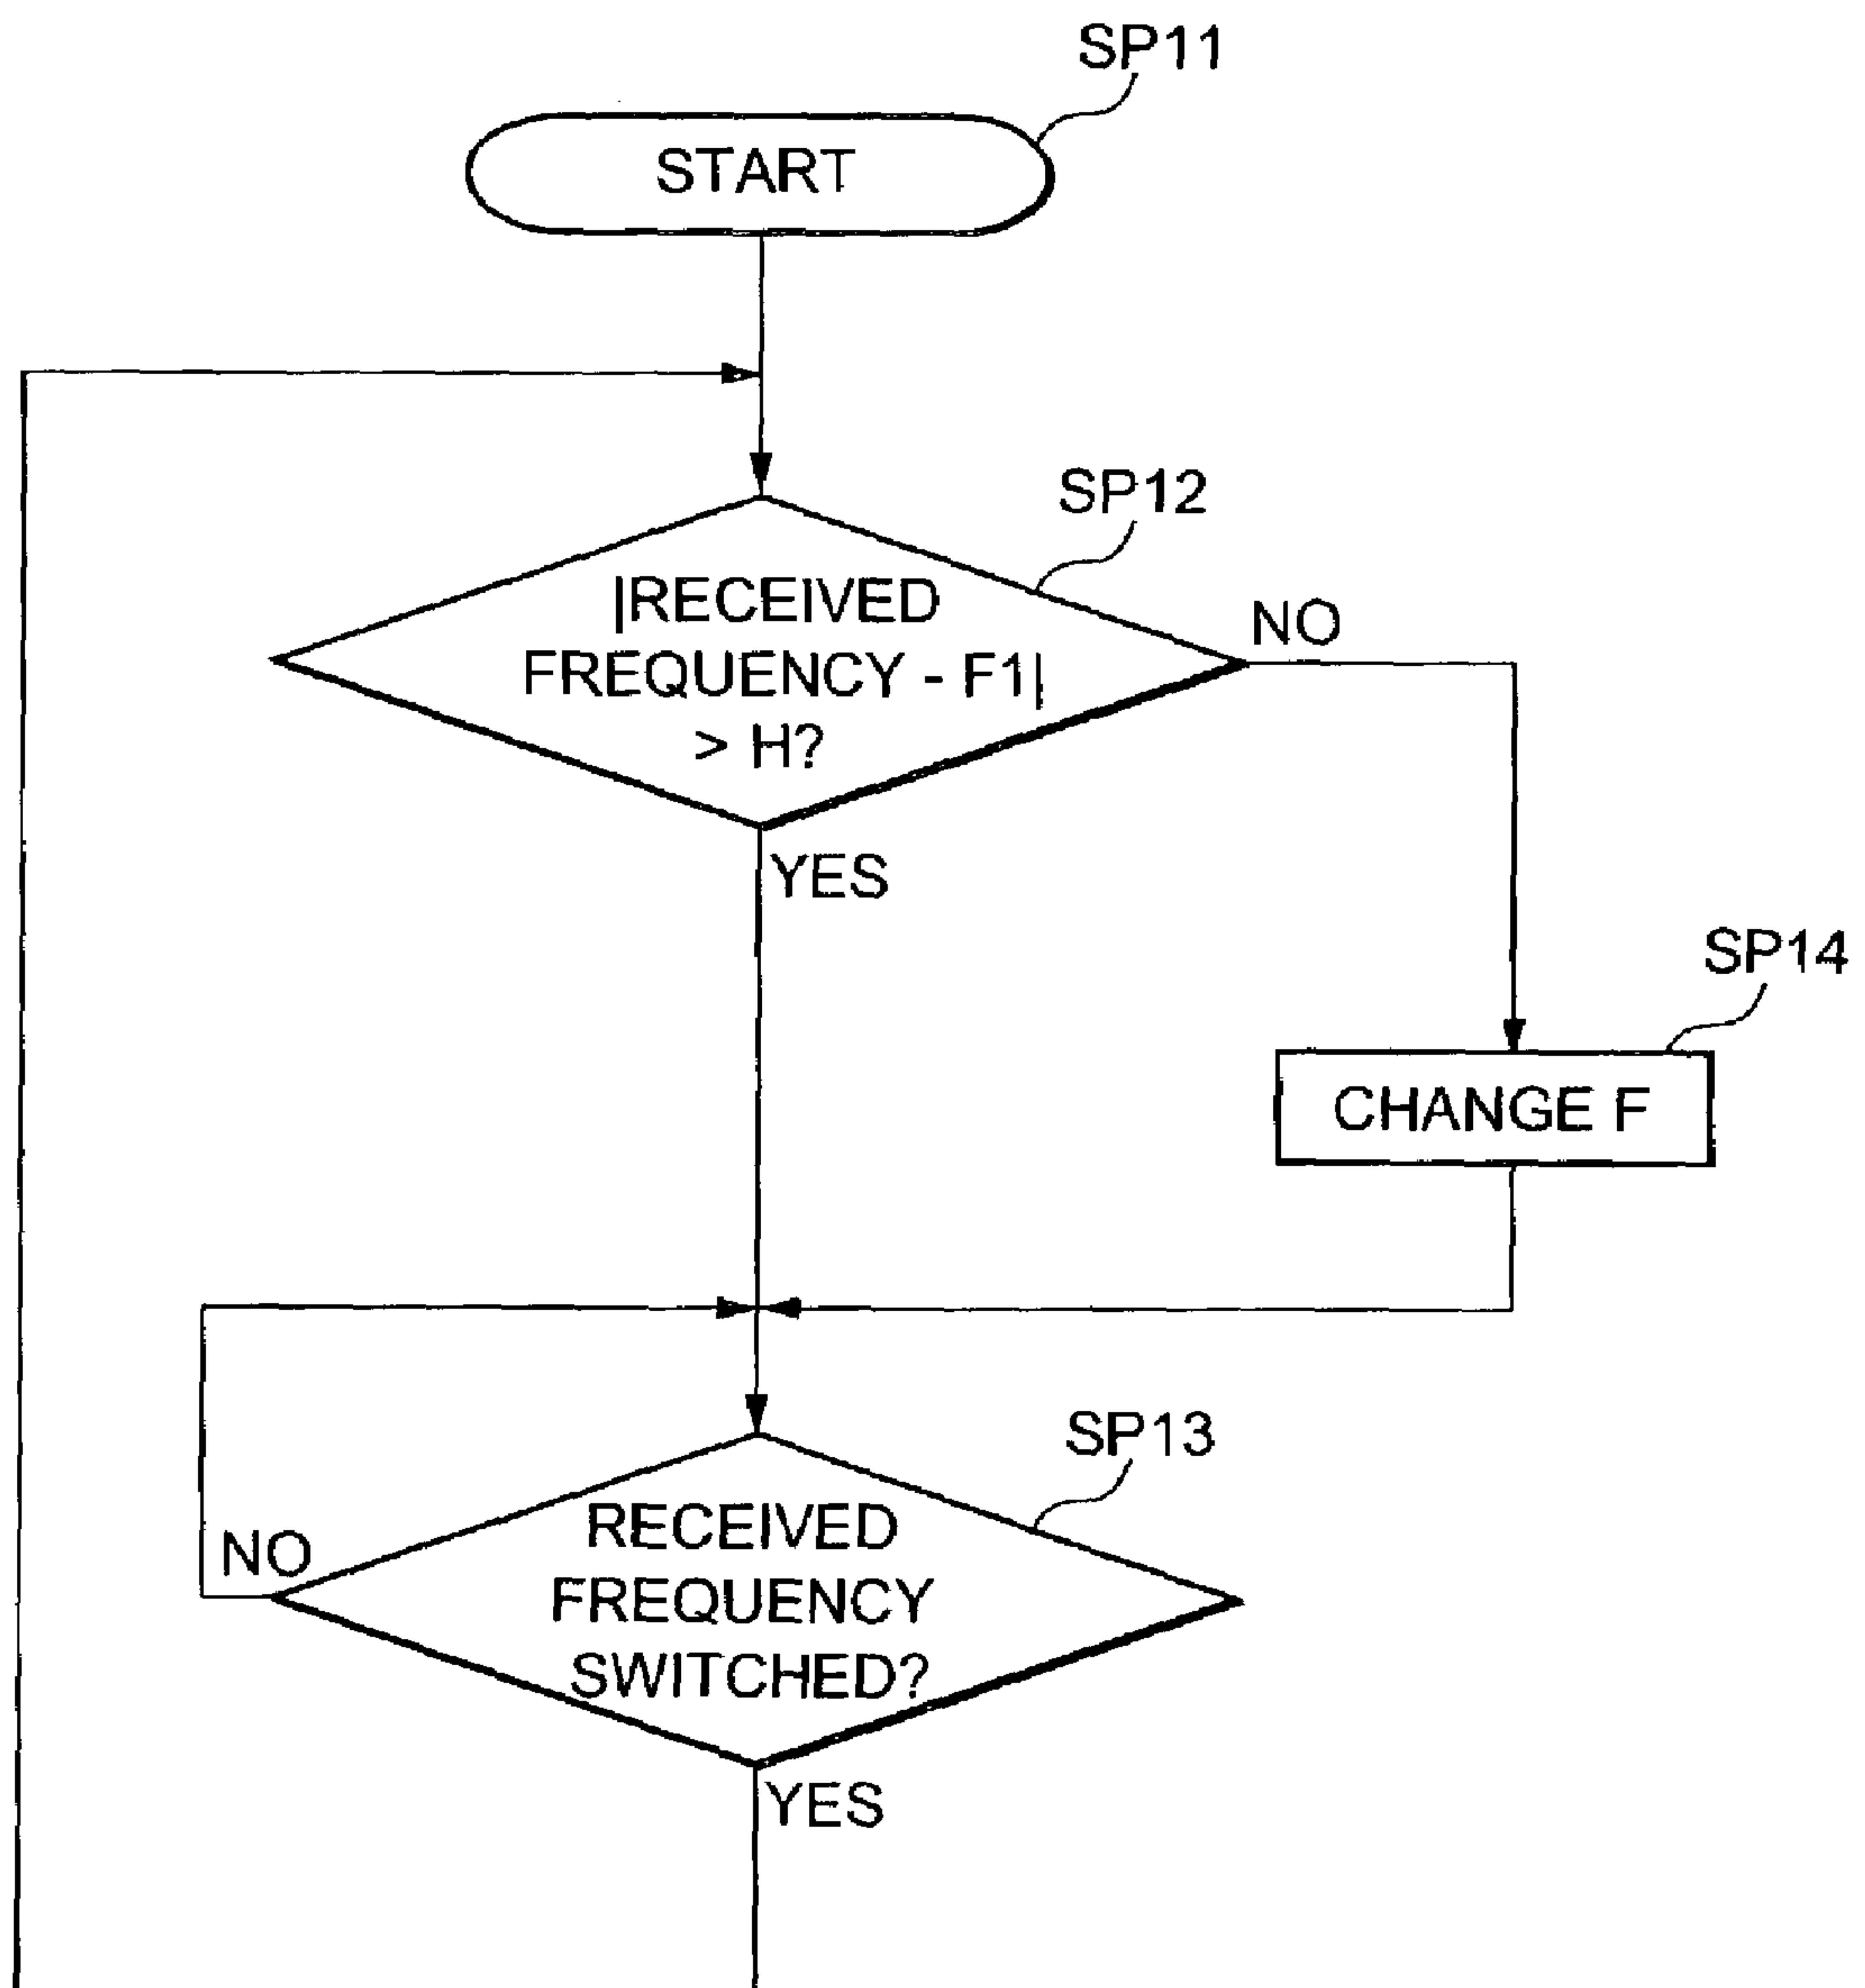 SP11
START
SP12
|RECEIVED
FREQUENCY - F1|
> H?
NO
YES
SP14
CHANGE F
SP13
RECEIVED
FREQUENCY
SWITCHED?
NO
YES